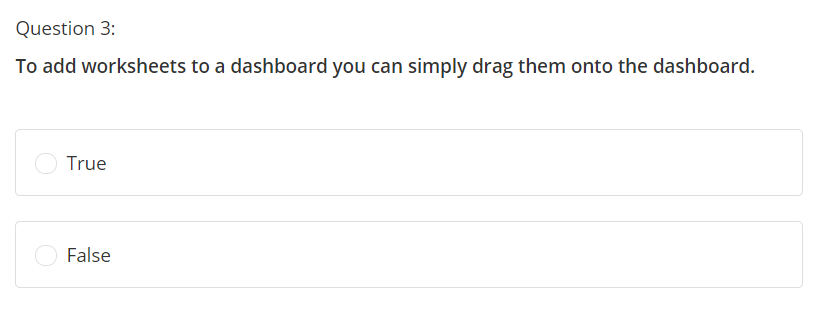 Question 3:
To add worksheets to a dashboard you can simply drag them onto the dashboard.
True
False